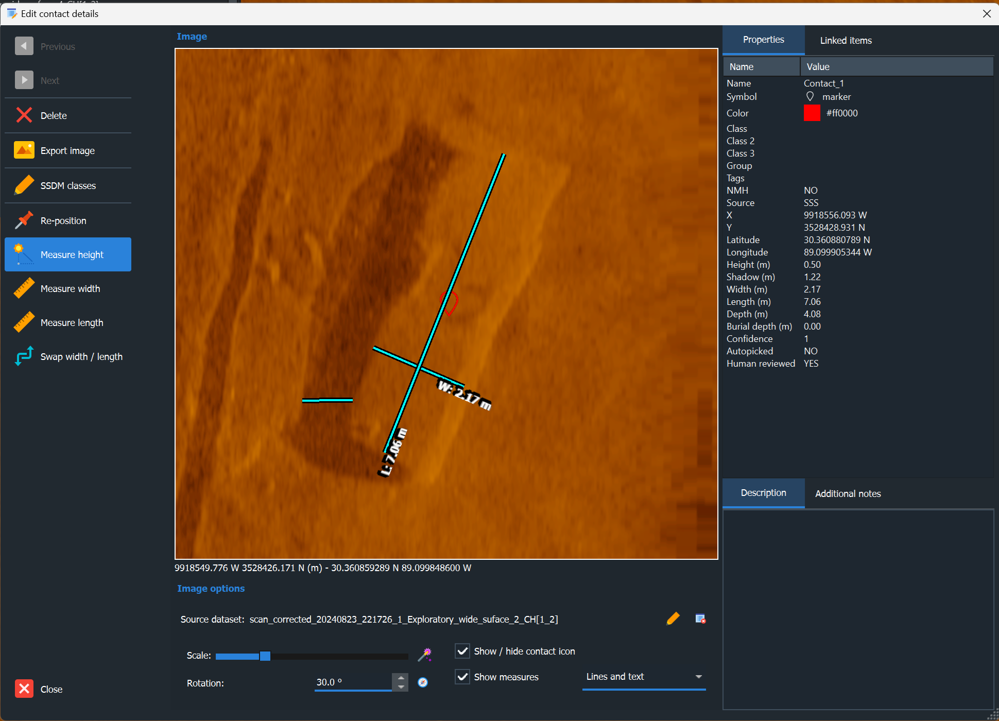 Edit contact details
Previous
Next
Delete
Export image
SSDM classes
Re-position
Measure height
Measure width
Measure length
Swap width / length
Close
Image
W: 2.17 m
L: 7.06 m
9918549.776 W 3528426.171 N (m) - 30.360859289 N 89.099848600 W
Image options
Source dataset: scan_corrected_20240823_221726_1_Exploratory_wide_suface_2_CH[1_2]
Scale:
Show / hide contact icon
Rotation: 30.0 º
Show measures
Lines and text
Properties
Linked items
Name Value
Name Contact_1
Symbol marker
Color #ff0000
Class
Class 2
Class 3
Group
Tags
NMH NO
Source SSS
X 9918556.093 W
Y 3528428.931 N
Latitude 30.360880789 N
Longitude 89.099905344 W
Height (m) 0.50
Shadow (m) 1.22
Width (m) 2.17
Length (m) 7.06
Depth (m) 4.08
Burial depth (m) 0.00
Confidence 1
Autopicked NO
Human reviewed YES
Description
Additional notes